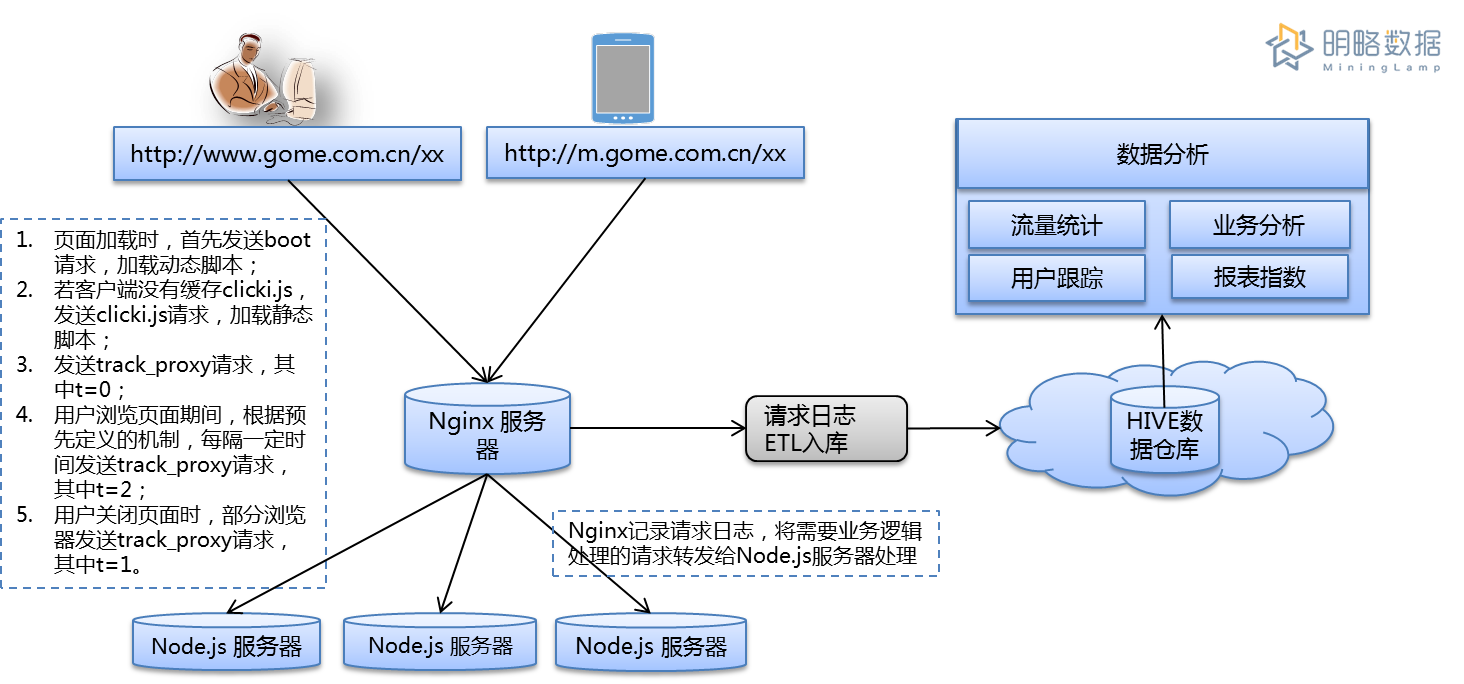 明略数据
MiningLamp
http://www.gome.com.cn/xx
http://m.gome.com.cn/xx
数据分析
流量统计
业务分析
用户跟踪
报表指数
1. 页面加载时，首先发送boot
请求，加载动态脚本；
2. 若客户端没有缓存clicki.js，
发送clicki.js请求，加载静态
脚本；
3. 发送track_proxy请求，其
中t=0；
4. 用户浏览页面期间，根据预
先定义的机制，每隔一定时
间发送track_proxy请求，
其中t=2；
5. 用户关闭页面时，部分浏览
器发送track_proxy请求，
其中t=1。
Nginx 服务
器
请求日志
ETL入库
HIVE数
据仓库
Nginx记录请求日志，将需要业务逻辑
处理的请求转发给Node.js服务器处理
Node.js 服务器
Node.js 服务器
Node.js 服务器